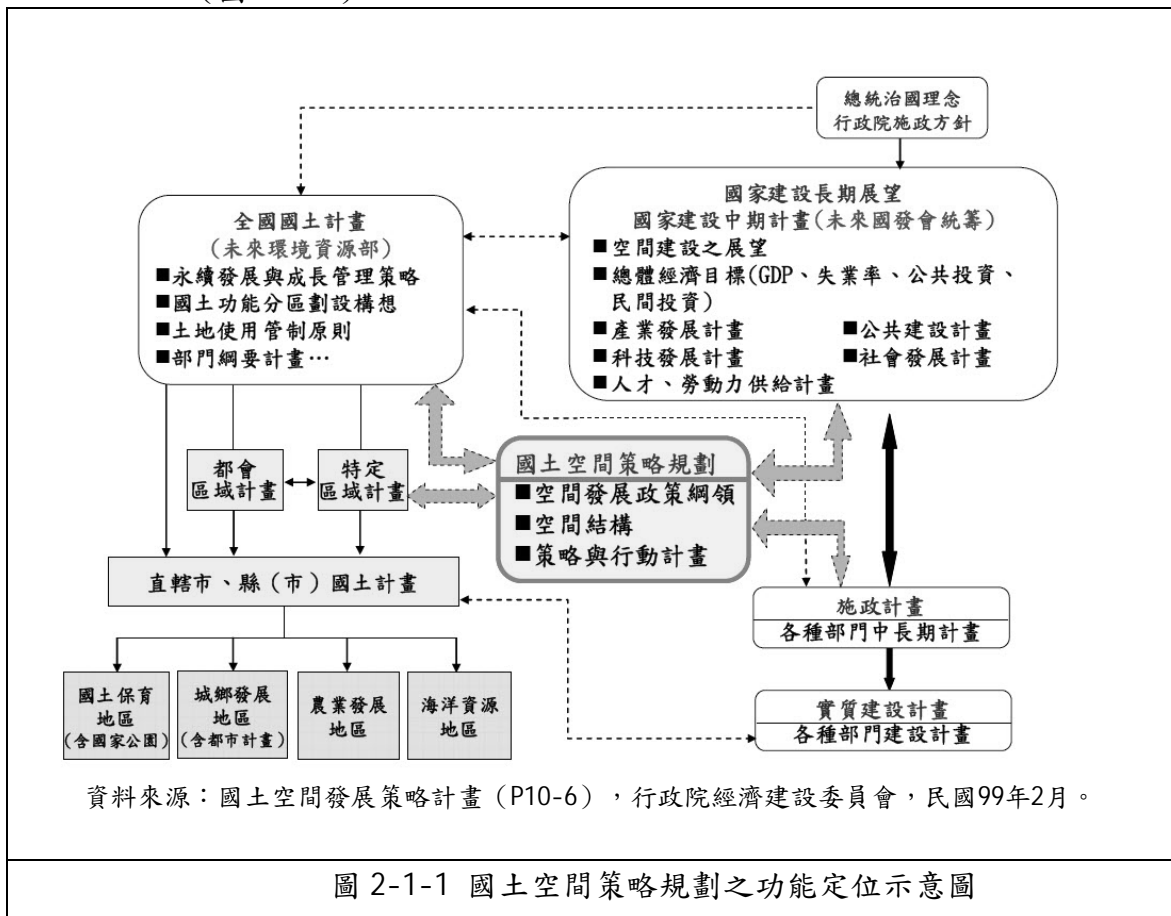 總統治國理念
行政院施政方針
國家建設長期展望
國家建設中期計畫(未來國發會統籌)
■空間建設之展望
■總體經濟目標(GDP、失業率、公共投資、
民間投資)
■產業發展計畫 ■公共建設計畫
■科技發展計畫 ■社會發展計畫
■人才、勞動力供給計畫
全國國土計畫
(未來環境資源部)
■永續發展與成長管理策略
■國土功能分區劃設構想
■土地使用管制原則
■部門綱要計畫…
都會
區域計畫
特定
區域計畫
國土空間策略規劃
■空間發展政策綱領
■空間結構
■策略與行動計畫
直轄市、縣（市）國土計畫
施政計畫
各種部門中長期計畫
國土保育
地區
(含國家公園)
城鄉發展
地區
(含都市計畫)
農業發展
地區
海洋資源
地區
實質建設計畫
各種部門建設計畫
資料來源：國土空間發展策略計畫（P10-6），行政院經濟建設委員會，民國99年2月。
圖 2-1-1 國土空間策略規劃之功能定位示意圖